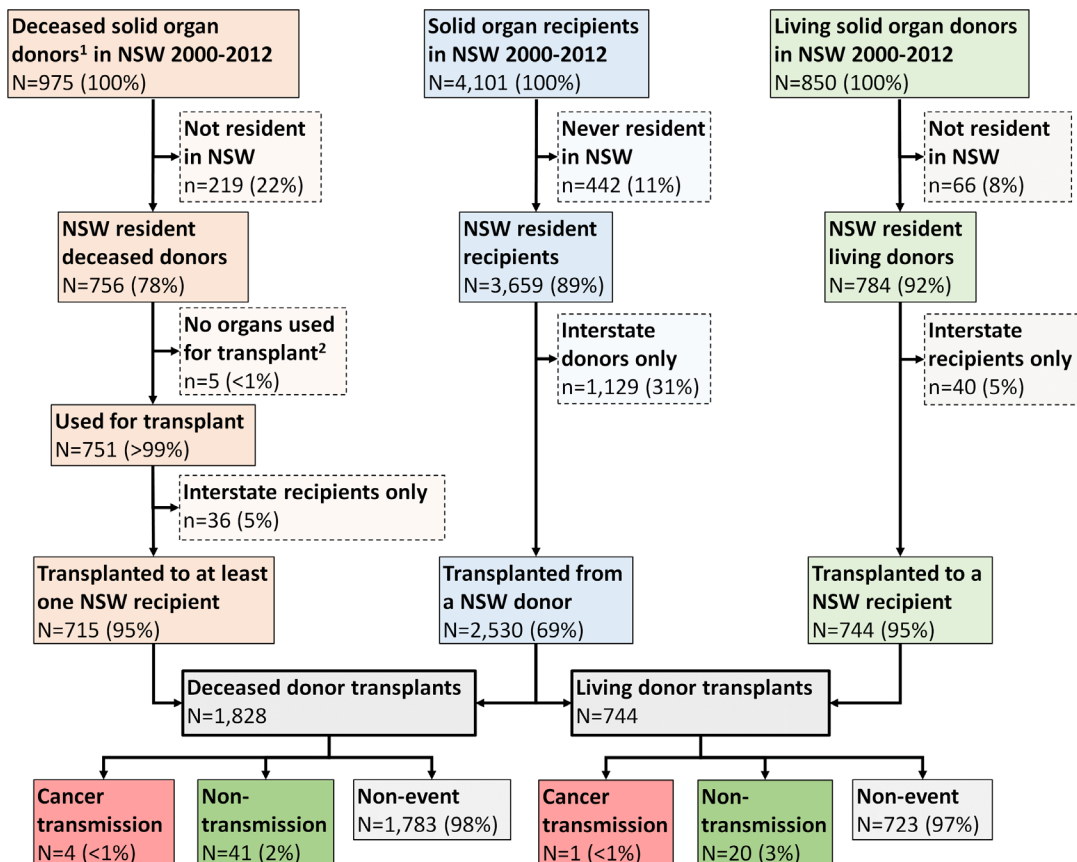 Deceased solid organ
donors¹ in NSW 2000-2012
N=975 (100%)
Solid organ recipients
in NSW 2000-2012
N=4,101 (100%)
Living solid organ donors
in NSW 2000-2012
N=850 (100%)
Not resident
in NSW
n=219 (22%)
Never resident
in NSW
n=442 (11%)
Not resident
in NSW
n=66 (8%)
NSW resident
deceased donors
N=756 (78%)
NSW resident
recipients
N=3,659 (89%)
NSW resident
living donors
N=784 (92%)
No organs used
for transplant²
n=5 (<1%)
Interstate
donors only
n=1,129 (31%)
Interstate
recipients only
n=40 (5%)
Used for transplant
N=751 (>99%)
Interstate recipients only
n=36 (5%)
Transplanted to at least
one NSW recipient
N=715 (95%)
Transplanted from
a NSW donor
N=2,530 (69%)
Transplanted to a
NSW recipient
N=744 (95%)
Deceased donor transplants
N=1,828
Living donor transplants
N=744
Cancer
transmission
N=4 (<1%)
Non-
transmission
N=41 (2%)
Non-event
N=1,783 (98%)
Cancer
transmission
N=1 (<1%)
Non-
transmission
N=20 (3%)
Non-event
N=723 (97%)